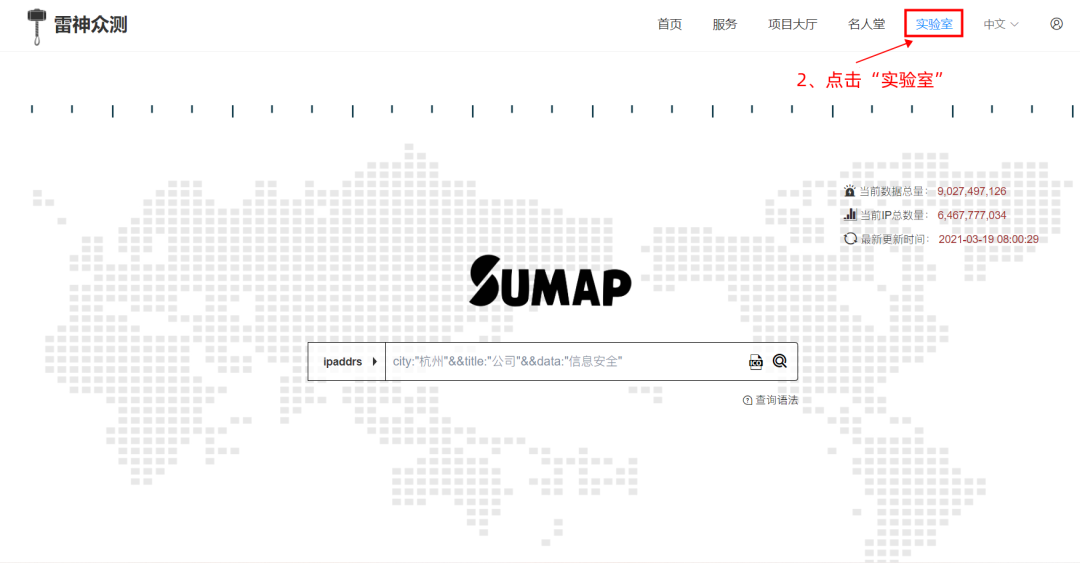 雷神众测
首页 服务 项目大厅 名人堂 实验室 中文
2、点击“实验室”
当前数据总量： 9,027,497,126
当前IP总数量： 6,467,777,034
最新更新时间： 2021-03-19 08:00:29
SUMAP
ipaddrs city:"杭州"&&title:"公司"&&data:"信息安全"
查询语法